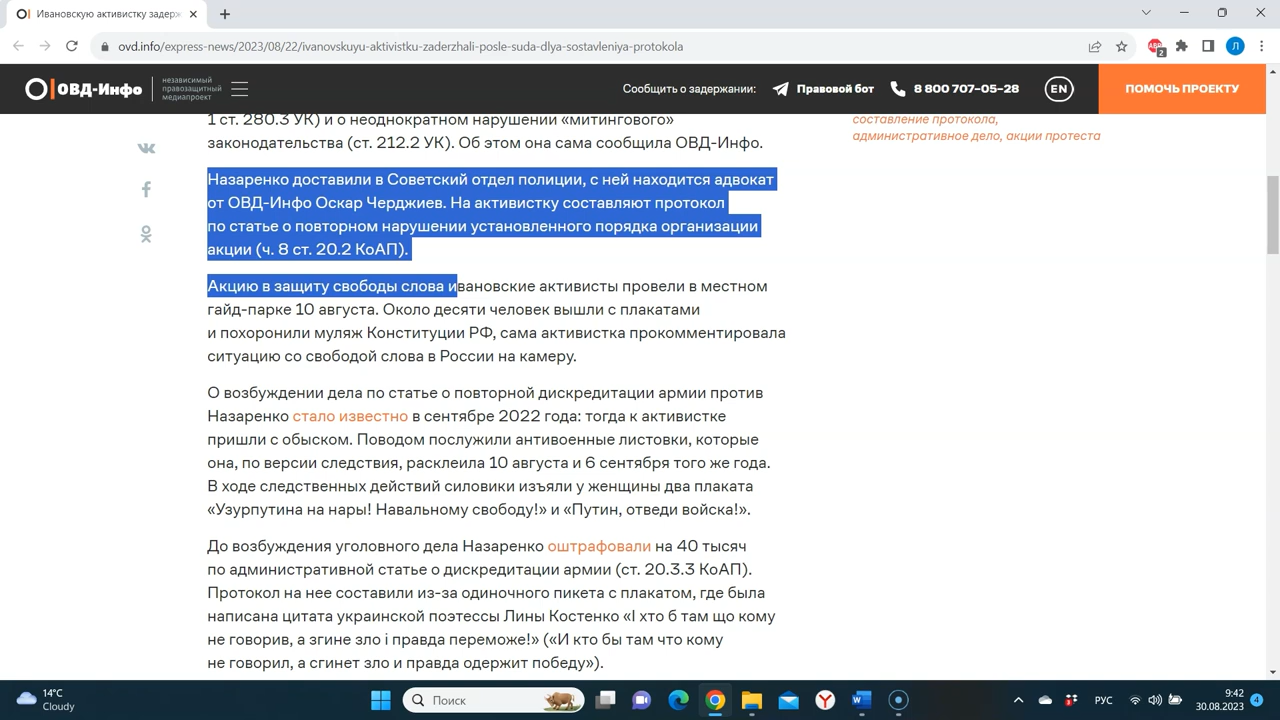 Ивановскую активистку задерж
ovd.info/express-news/2023/08/22/ivanovskuyu-aktivistku-zaderzhali-posle-suda-dlya-sostavleniya-protokola
ABP
2
Л
ОВД-Инфо
независимый
правозащитный
медиапроект
Сообщить о задержании:
Правовой бот
8 800 707-05-28
EN
ПОМОЧЬ ПРОЕКТУ
1 ст. 280.3 УК) и о неоднократном нарушении «митингового»
законодательства (ст. 212.2 УК). Об этом она сама сообщила ОВД-Инфо.
составление протокола,
административное дело, акции протеста
Назаренко доставили в Советский отдел полиции, с ней находится адвокат
от ОВД-Инфо Оскар Черджиев. На активистку составляют протокол
по статье о повторном нарушении установленного порядка организации
акции (ч. 8 ст. 20.2 КоАП).
Акцию в защиту свободы слова ивановские активисты провели в местном
гайд-парке 10 августа. Около десяти человек вышли с плакатами
и похоронили муляж Конституции РФ, сама активистка прокомментировала
ситуацию со свободой слова в России на камеру.
О возбуждении дела по статье о повторной дискредитации армии против
Назаренко стало известно в сентябре 2022 года: тогда к активистке
пришли с обыском. Поводом послужили антивоенные листовки, которые
она, по версии следствия, расклеила 10 августа и 6 сентября того же года.
В ходе следственных действий силовики изъяли у женщины два плаката
«Узурпутина на нары! Навальному свободу!» и «Путин, отведи войска!».
До возбуждения уголовного дела Назаренко оштрафовали на 40 тысяч
по административной статье о дискредитации армии (ст. 20.3.3 КоАП).
Протокол на нее составили из-за одиночного пикета с плакатом, где была
написана цитата украинской поэтессы Лины Костенко «І хто б там що кому
не говорив, а згине зло і правда переможе!» («И кто бы там что кому
не говорил, а сгинет зло и правда одержит победу»).
14°C
Cloudy
Поиск
РУС
9:42
30.08.2023
4